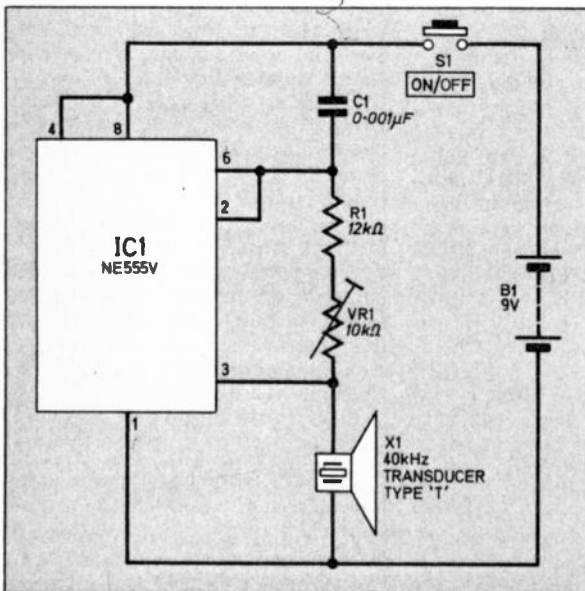 S1
ON/OFF
C1
0·001µF
4
8
6
2
R1
12kΩ
IC1
NE555V
B1
9V
VR1
10kΩ
3
1
X1
40kHz
TRANSDUCER
TYPE 'T'